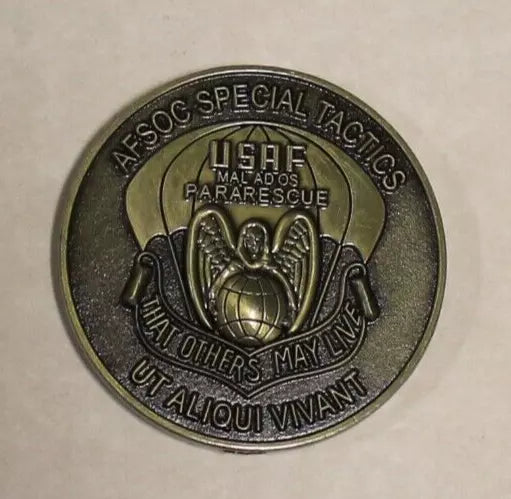 AFSOC SPECIAL TACTICS
USAF
MAL AD OS
PARARESCUE
THAT OTHERS MAY LIVE
UT ALIQUI VIVANT